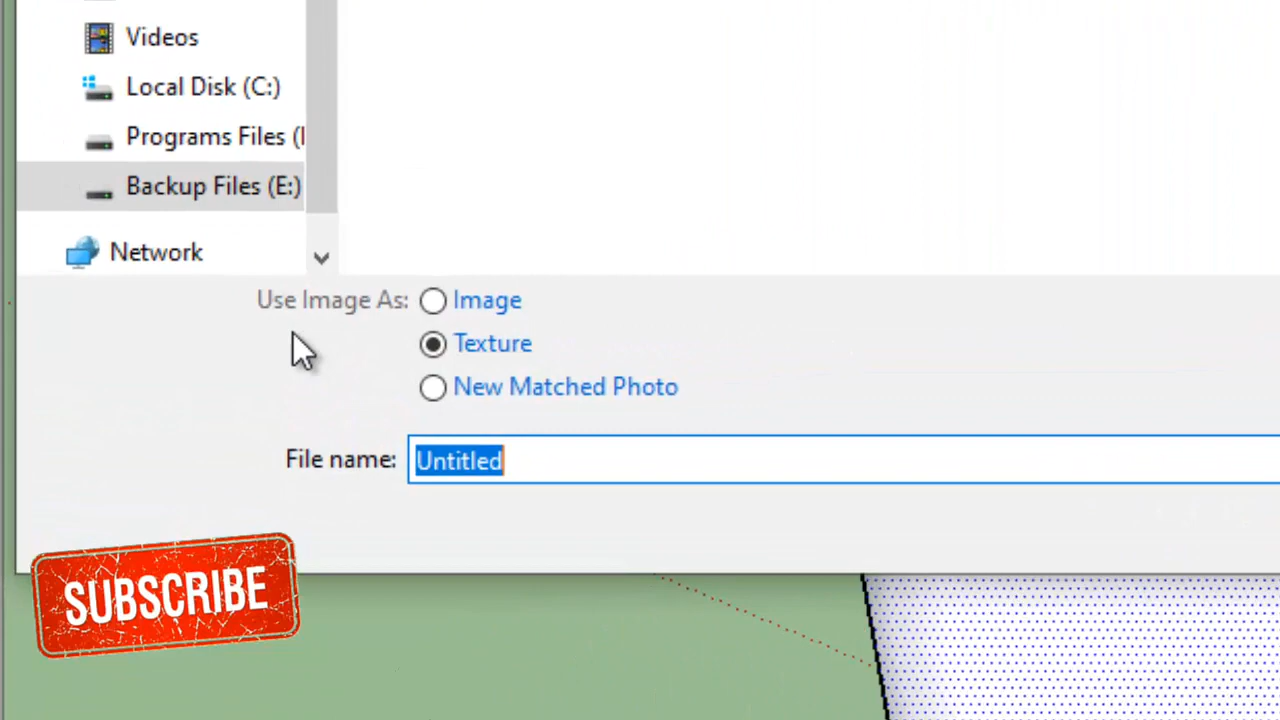 Videos
Local Disk (C:)
Programs Files (
Backup Files (E:)
Network
Use Image As:
Image
Texture
New Matched Photo
File name: Untitled
SUBSCRIBE